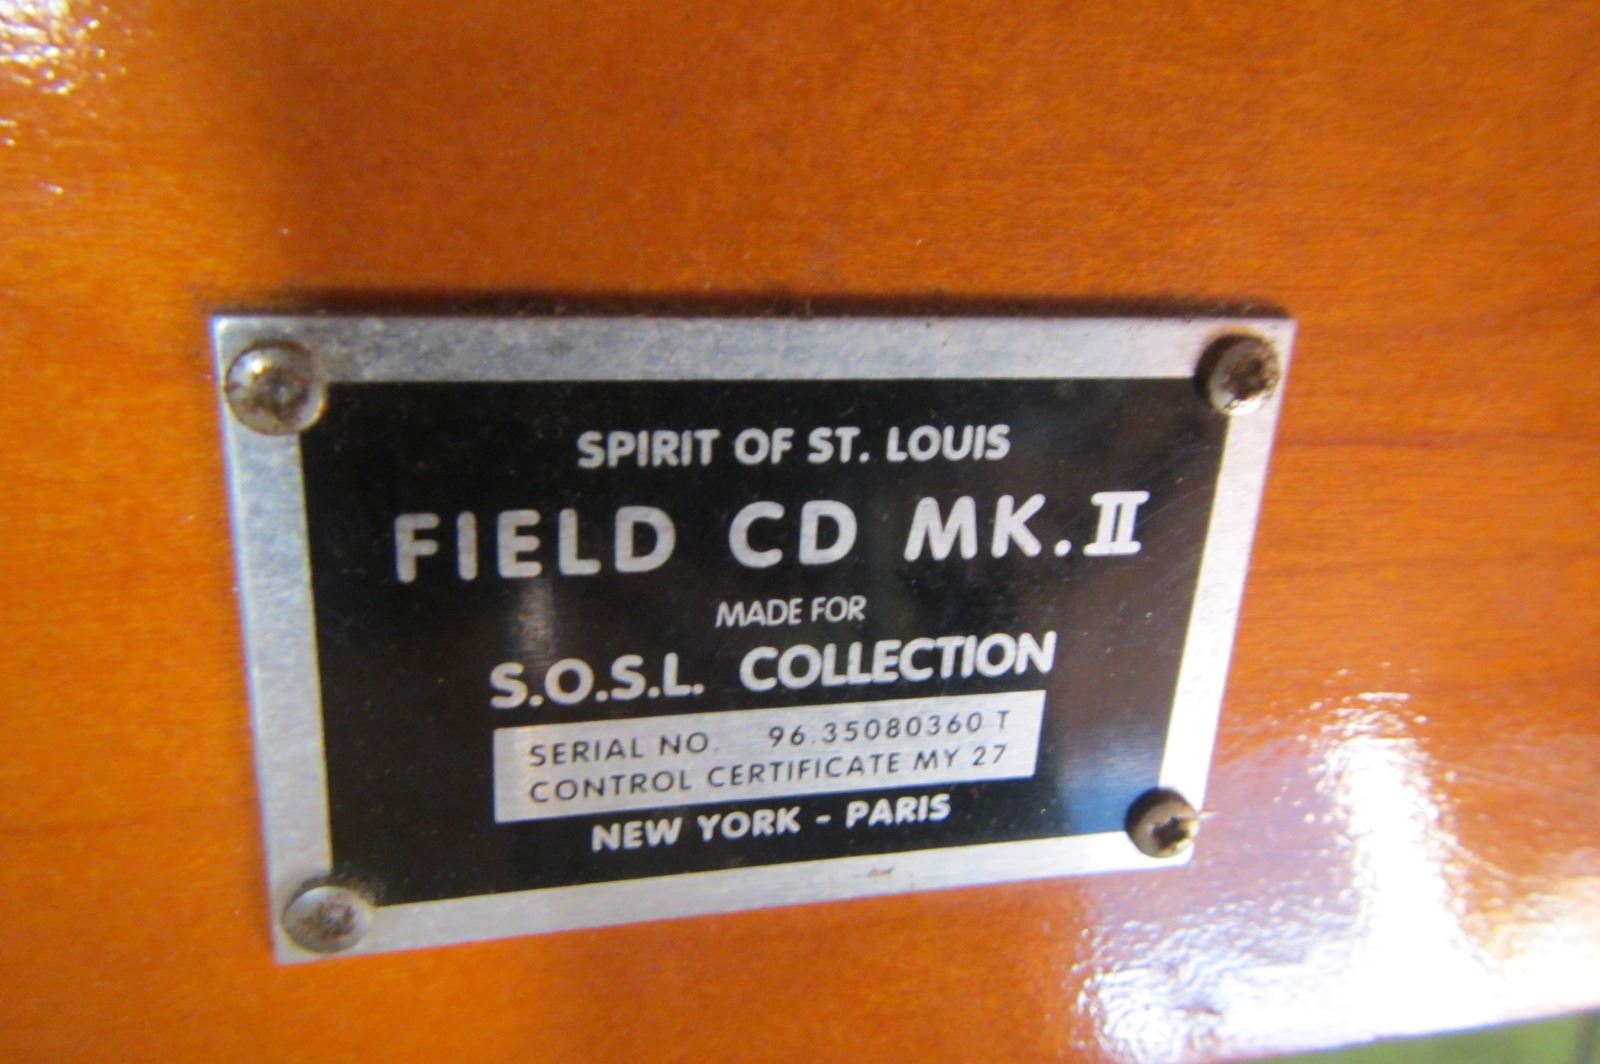 SPIRIT OF ST. LOUIS
FIELD CD MK.II
MADE FOR
S.O.S.L. COLLECTION
SERIAL NO. 96.35080360 T
CONTROL CERTIFICATE MY 27
NEW YORK - PARIS